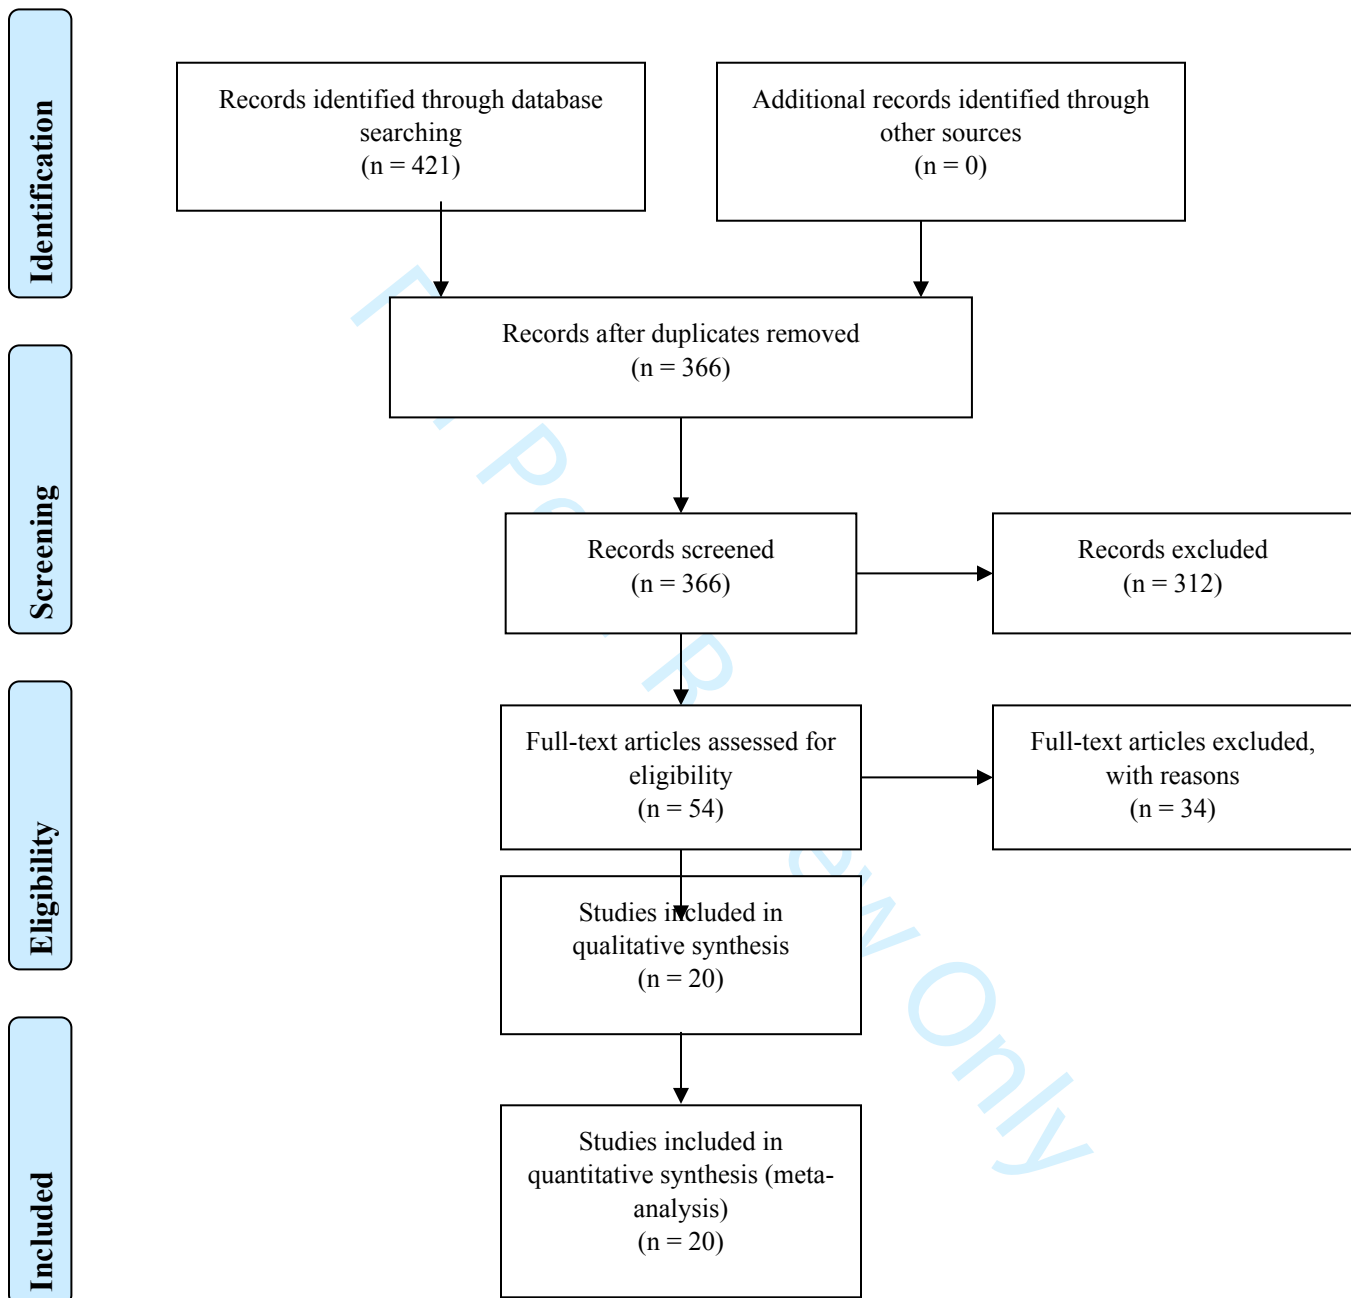 Identification
Records identified through database
searching
(n = 421)
Additional records identified through
other sources
(n = 0)
Records after duplicates removed
(n = 366)
Screening
Records screened
(n = 366)
Records excluded
(n = 312)
Eligibility
Full-text articles assessed for
eligibility
(n = 54)
Full-text articles excluded,
with reasons
(n = 34)
Studies included in
qualitative synthesis
(n = 20)
Included
Studies included in
quantitative synthesis (meta-
analysis)
(n = 20)
Only